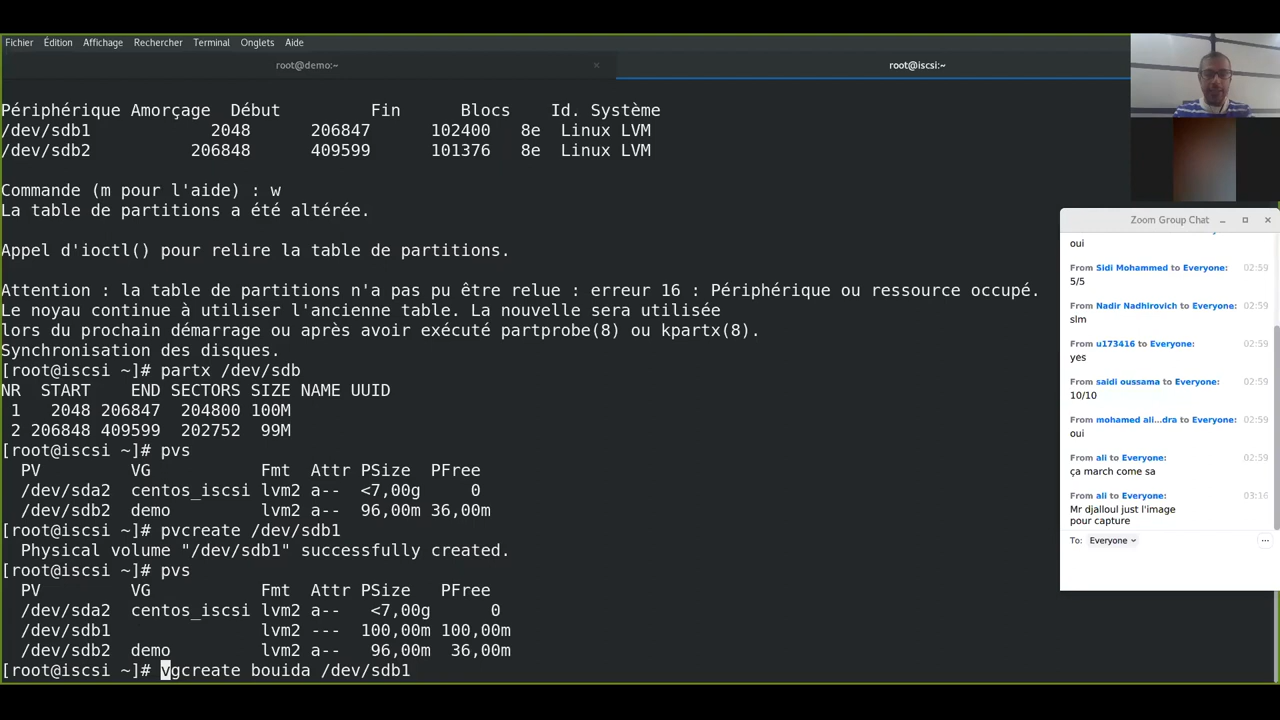 Fichier Édition Affichage Rechercher Terminal Onglets Aide
root@demo:~ × root@iscsi:~
Périphérique Amorçage Début Fin Blocs Id. Système
/dev/sdb1 2048 206847 102400 8e Linux LVM
/dev/sdb2 206848 409599 101376 8e Linux LVM
Commande (m pour l'aide) : w
La table de partitions a été altérée.
Appel d'ioctl() pour relire la table de partitions.
Attention : la table de partitions n'a pas pu être relue : erreur 16 : Périphérique ou ressource occupé.
Le noyau continue à utiliser l'ancienne table. La nouvelle sera utilisée
lors du prochain démarrage ou après avoir exécuté partprobe(8) ou kpartx(8).
Synchronisation des disques.
[root@iscsi ~]# partx /dev/sdb
NR START END SECTORS SIZE NAME UUID
1 2048 206847 204800 100M
2 206848 409599 202752 99M
[root@iscsi ~]# pvs
PV VG Fmt Attr PSize PFree
/dev/sda2 centos_iscsi lvm2 a-- <7,00g 0
/dev/sdb2 demo lvm2 a-- 96,00m 36,00m
[root@iscsi ~]# pvcreate /dev/sdb1
Physical volume "/dev/sdb1" successfully created.
[root@iscsi ~]# pvs
PV VG Fmt Attr PSize PFree
/dev/sda2 centos_iscsi lvm2 a-- <7,00g 0
/dev/sdb1 lvm2 --- 100,00m 100,00m
/dev/sdb2 demo lvm2 a-- 96,00m 36,00m
[root@iscsi ~]# vgcreate bouida /dev/sdb1
Zoom Group Chat
oui
From Sidi Mohammed to Everyone: 02:59
5/5
From Nadir Nadhirovich to Everyone: 02:59
slm
From u173416 to Everyone: 02:59
yes
From saidi oussama to Everyone: 02:59
10/10
From mohamed ali...dra to Everyone: 02:59
oui
From ali to Everyone: 02:59
ça march come sa
From ali to Everyone: 03:16
Mr djalloul just l'image
pour capture
To: Everyone